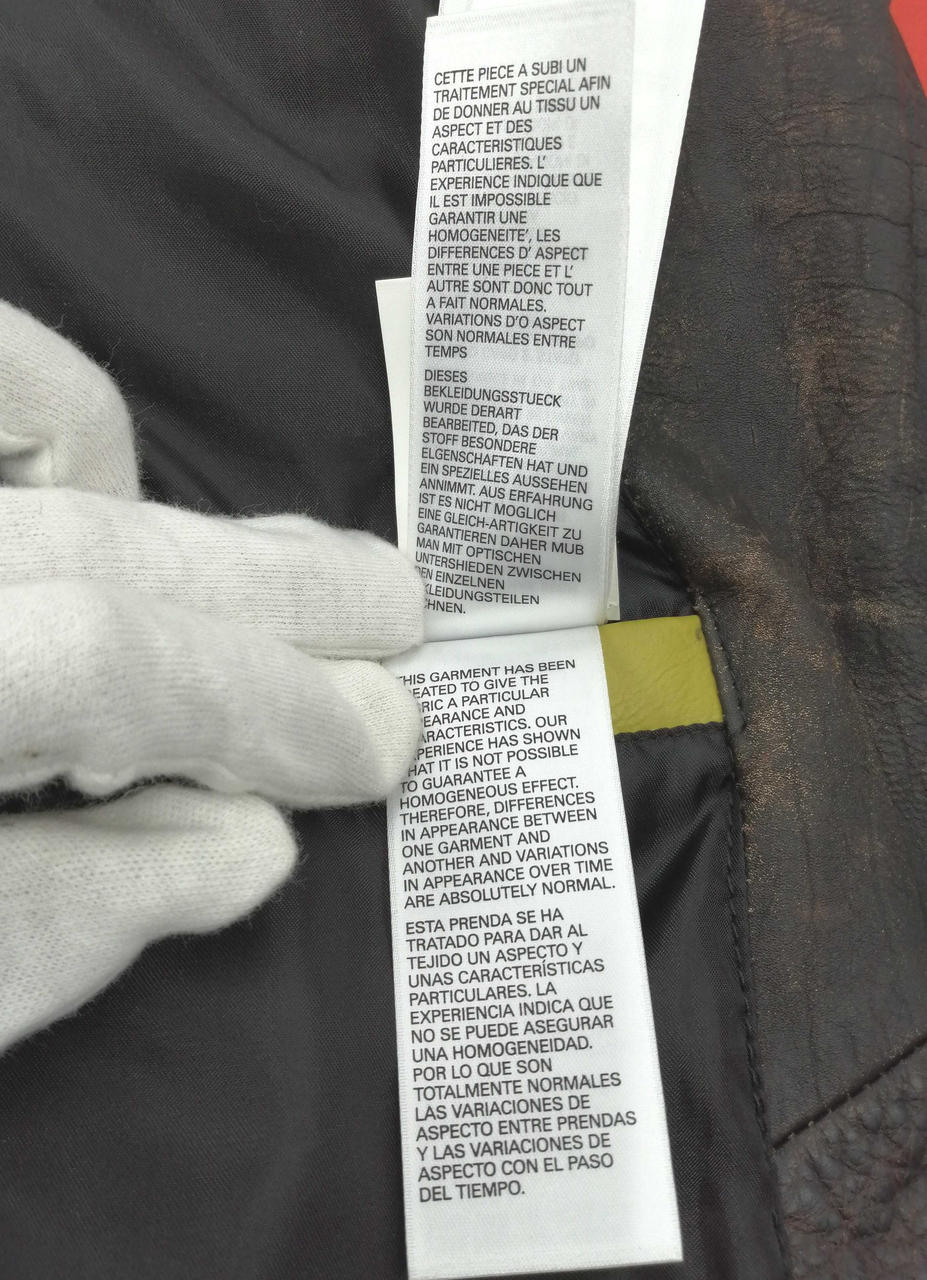 CETTE PIECE A SUBI UN
TRAITEMENT SPECIAL AFIN
DE DONNER AU TISSU UN
ASPECT ET DES
CARACTERISTIQUES
PARTICULIERES. L'
EXPERIENCE INDIQUE QUE
IL EST IMPOSSIBLE
GARANTIR UNE
HOMOGENEITE', LES
DIFFERENCES D' ASPECT
ENTRE UNE PIECE ET L'
AUTRE SONT DONC TOUT
A FAIT NORMALES.
VARIATIONS D'O ASPECT
SON NORMALES ENTRE
TEMPS
DIESES
BEKLEIDUNGSSTUECK
WURDE DERART
BEARBEITED, DAS DER
STOFF BESONDERE
ELGENSCHAFTEN HAT UND
EIN SPEZIELLES AUSSEHEN
ANNIMMT. AUS ERFAHRUNG
IST ES NICHT MOGLICH
EINE GLEICH-ARTIGKEIT ZU
GARANTIEREN DAHER MUB
MAN MIT OPTISCHEN
UNTERSHIEDEN ZWISCHEN
EINZELNEN
KLEIDUNGSTEILEN
CHNEN.
THIS GARMENT HAS BEEN
EATED TO GIVE THE
RIC A PARTICULAR
EARANCE AND
ARACTERISTICS. OUR
PERIENCE HAS SHOWN
HAT IT IS NOT POSSIBLE
TO GUARANTEE A
HOMOGENEOUS EFFECT.
THEREFORE, DIFFERENCES
IN APPEARANCE BETWEEN
ONE GARMENT AND
ANOTHER AND VARIATIONS
IN APPEARANCE OVER TIME
ARE ABSOLUTELY NORMAL.
ESTA PRENDA SE HA
TRATADO PARA DAR AL
TEJIDO UN ASPECTO Y
UNAS CARACTERÍSTICAS
PARTICULARES. LA
EXPERIENCIA INDICA QUE
NO SE PUEDE ASEGURAR
UNA HOMOGENEIDAD.
POR LO QUE SON
TOTALMENTE NORMALES
LAS VARIACIONES DE
ASPECTO ENTRE PRENDAS
Y LAS VARIACIONES DE
ASPECTO CON EL PASO
DEL TIEMPO.